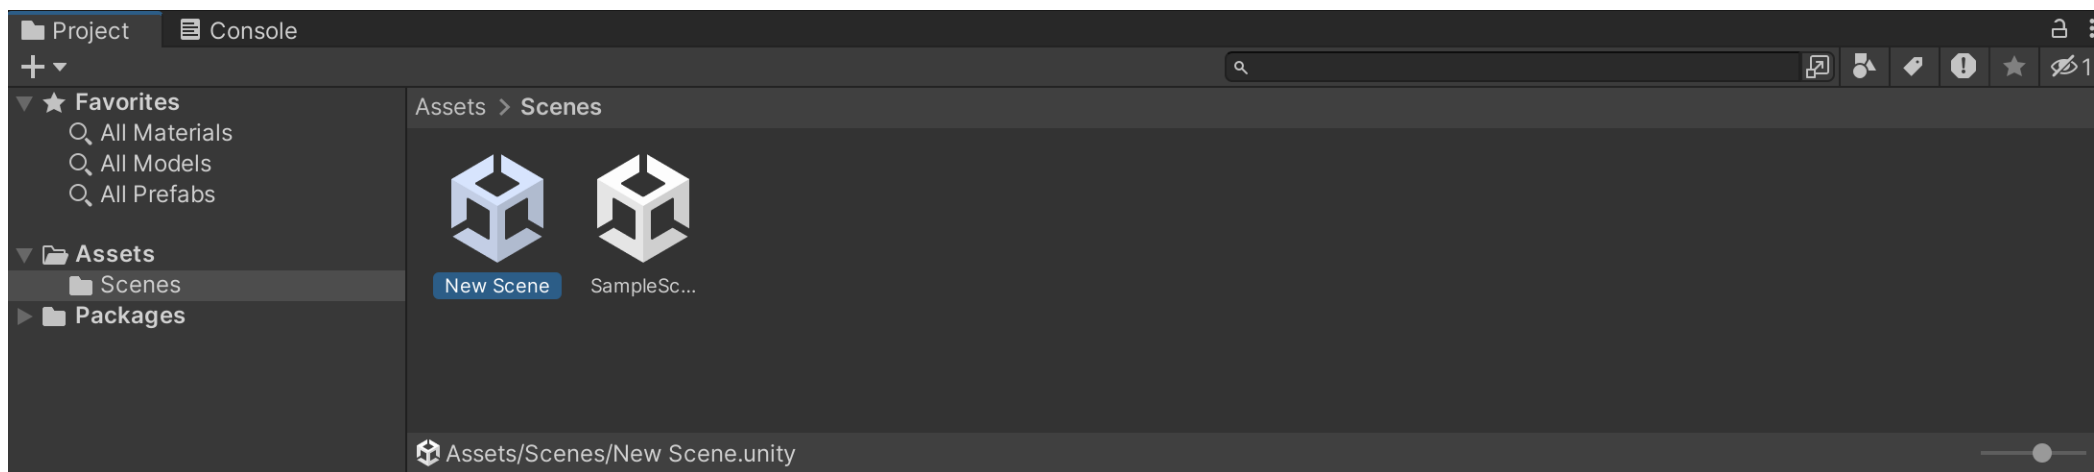 Project
Console
1
Favorites
All Materials
All Models
All Prefabs
Assets
Scenes
Packages
Assets > Scenes
New Scene
SampleSc...
Assets/Scenes/New Scene.unity